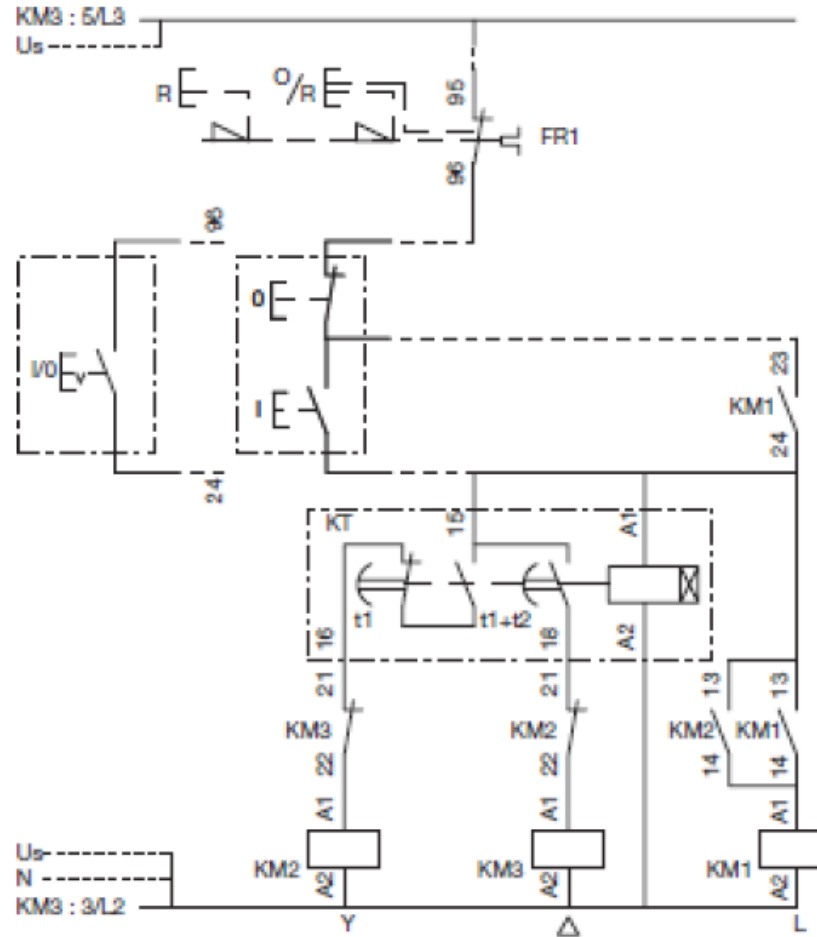 KM3 : 5/L3
Us
R
O/R
95
FR1
96
96
0
I/0
I
23
KM1
24
24
KT
15
A1
t1
t1+t2
16
18
A2
21
21
13
13
KM3
KM2
KM2
KM1
22
22
14
14
A1
A1
A1
Us
N
KM2
KM3
KM1
A2
A2
A2
KM3 : 3/L2
Y
L